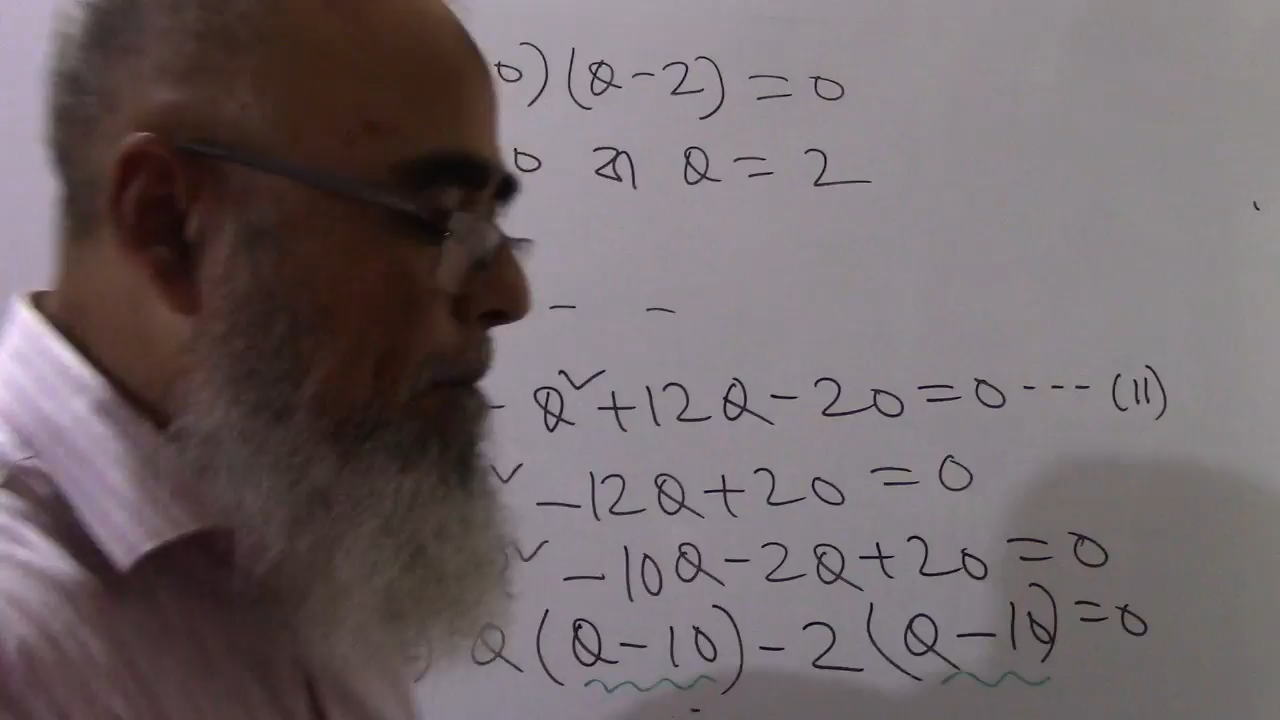 0) (Q-2) = 0
0 বা Q = 2
- -
- Q² + 12Q - 20 = 0 --- (II)
² - 12Q + 20 = 0
² - 10Q - 2Q + 20 = 0
) Q (Q - 10) - 2 (Q - 10) = 0